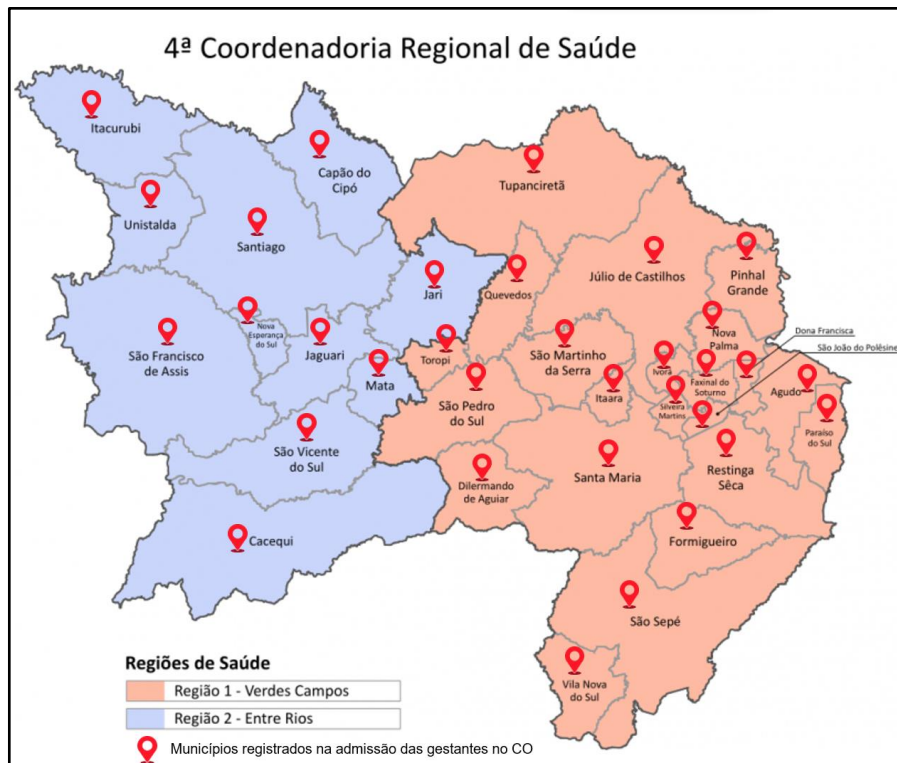 4ª Coordenadoria Regional de Saúde
Itacurubi
Capão do
Cipó
Tupanciretã
Unistalda
Santiago
Júlio de Castilhos
Pinhal
Grande
Jari
Quevedos
Dona Francisca
São João do Polêsine
Nova
Esperança
do Sul
São Francisco
de Assis
Jaguari
Toropi
São Martinho
da Serra
Nova
Palma
Ivorá
Faxinal do
Soturno
Mata
Itaara
Silveira
Martins
Agudo
São Pedro
do Sul
Paraíso
do Sul
São Vicente
do Sul
Santa Maria
Restinga
Sêca
Dilermando
de Aguiar
Cacequi
Formigueiro
São Sepé
Vila Nova
do Sul
Regiões de Saúde
Região 1 - Verdes Campos
Região 2 - Entre Rios
Municípios registrados na admissão das gestantes no CO